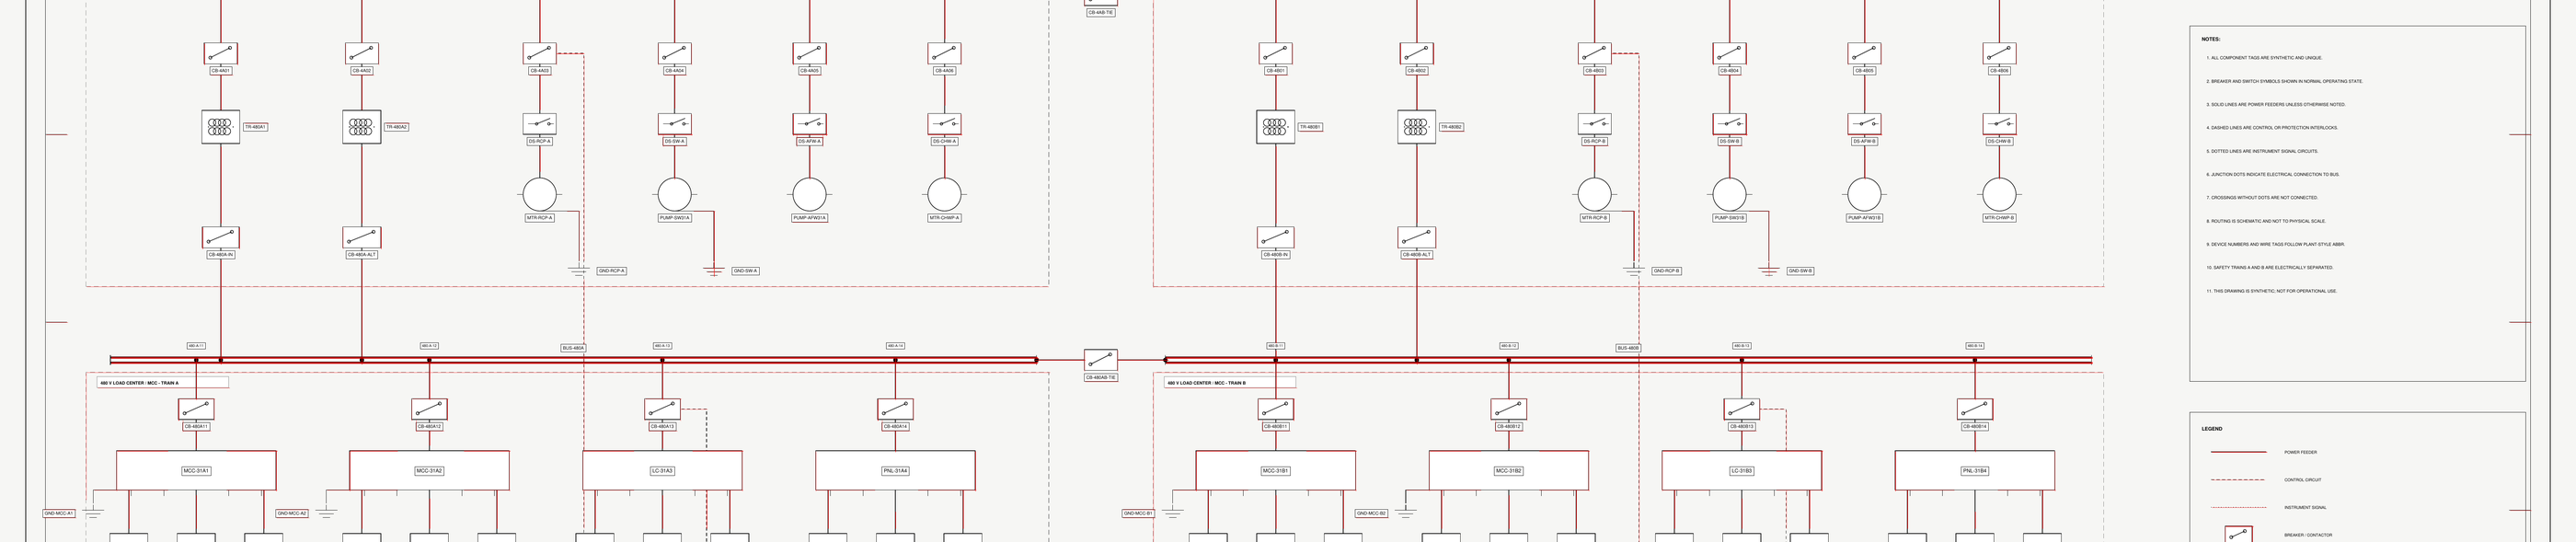 CB-4AB-TIE
CB-4A01
CB-4A02
CB-4A03
CB-4A04
CB-4A05
CB-4A06
CB-4B01
CB-4B02
CB-4B03
CB-4B04
CB-4B05
CB-4B06
TR-480A1
TR-480A2
TR-480B1
TR-480B2
DS-RCP-A
DS-SW-A
DS-AFW-A
DS-CHW-A
DS-RCP-B
DS-SW-B
DS-AFW-B
DS-CHW-B
MTR-RCP-A
PUMP-SW31A
PUMP-AFW31A
MTR-CHWP-A
MTR-RCP-B
PUMP-SW31B
PUMP-AFW31B
MTR-CHWP-B
CB-480A-IN
CB-480A-ALT
CB-480B-IN
CB-480B-ALT
GND-RCP-A
GND-SW-A
GND-RCP-B
GND-SW-B
480-A-11
480-A-12
BUS-480A
480-A-13
480-A-14
480-A-11
480-B-12
BUS-480B
480-B-13
480-B-14
CB-480AB-TIE
480 V LOAD CENTER / MCC - TRAIN A
480 V LOAD CENTER / MCC - TRAIN B
CB-480A11
CB-480A12
CB-480A13
CB-480A14
CB-480B11
CB-480B12
CB-480B13
CB-480B14
MCC-31A1
MCC-31A2
LC-31A3
PNL-31A4
MCC-31B1
MCC-31B2
LC-31B3
PNL-31B4
GND-MCC-A1
GND-MCC-A2
GND-MCC-B1
GND-MCC-B2
NOTES:
1. ALL COMPONENT TAGS ARE SYNTHETIC AND UNIQUE.
2. BREAKER AND SWITCH SYMBOLS SHOWN IN NORMAL OPERATING STATE.
3. SOLID LINES ARE POWER FEEDERS UNLESS OTHERWISE NOTED.
4. DASHED LINES ARE CONTROL OR PROTECTION INTERLOCKS.
5. DOTTED LINES ARE INSTRUMENT SIGNAL CIRCUITS.
6. JUNCTION DOTS INDICATE ELECTRICAL CONNECTION TO BUS.
7. CROSSINGS WITHOUT DOTS ARE NOT CONNECTED.
8. ROUTING IS SCHEMATIC AND NOT TO PHYSICAL SCALE.
9. DEVICE NUMBERS AND WIRE TAGS FOLLOW PLANT-STYLE ABBR.
10. SAFETY TRAINS A AND B ARE ELECTRICALLY SEPARATED.
11. THIS DRAWING IS SYNTHETIC; NOT FOR OPERATIONAL USE.
LEGEND
POWER FEEDER
CONTROL CIRCUIT
INSTRUMENT SIGNAL
BREAKER / CONTACTOR